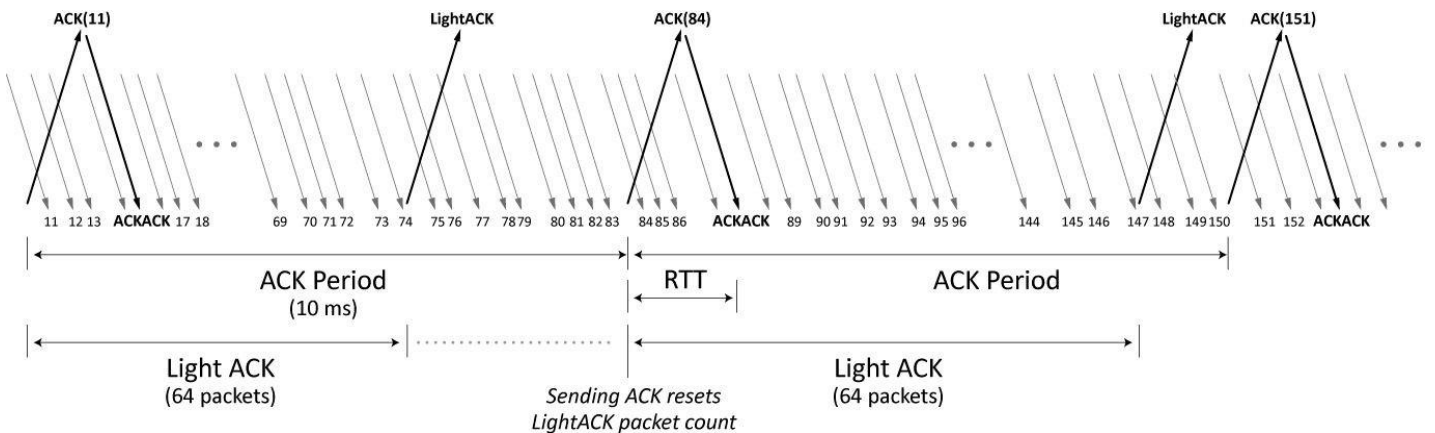 ACK(11) LightACK ACK(84) LightACK ACK(151)
11 12 13 ACKACK 17 18 69 70 71 72 73 74 75 76 77 78 79 80 81 82 83 84 85 86 ACKACK 89 90 91 92 93 94 95 96 144 145 146 147 148 149 150 151 152 ACKACK
ACK Period RTT ACK Period
(10 ms)
Light ACK Light ACK
(64 packets) Sending ACK resets (64 packets)
LightACK packet count